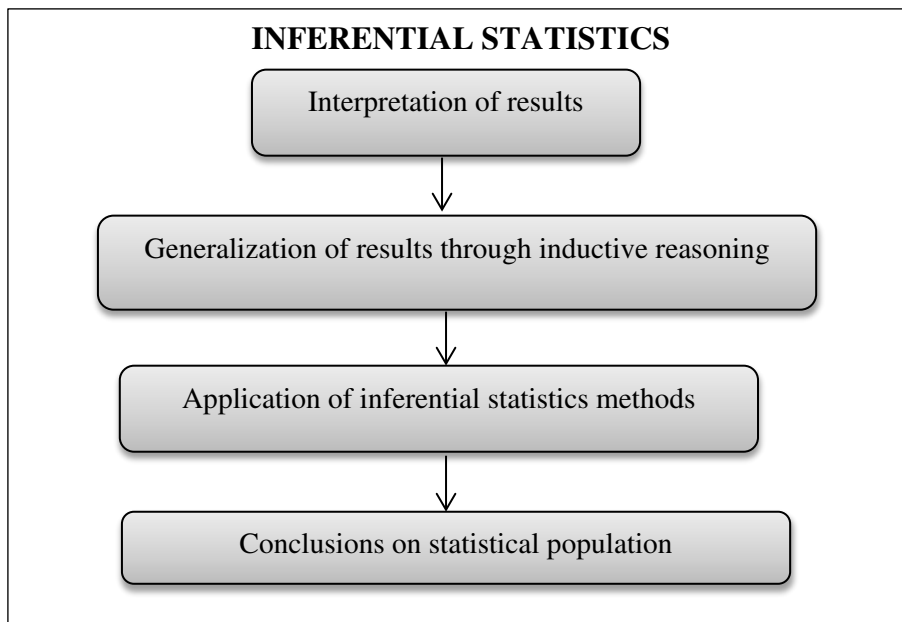 INFERENTIAL STATISTICS
Interpretation of results
Generalization of results through inductive reasoning
Application of inferential statistics methods
Conclusions on statistical population